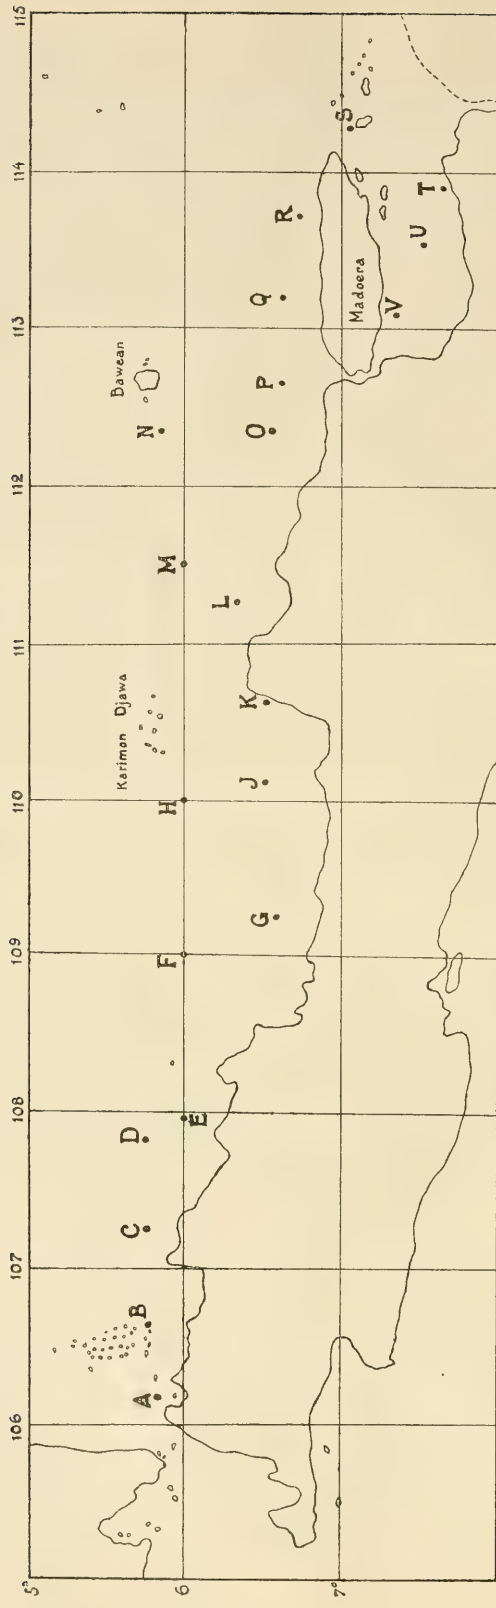 106
107
108
109
110
111
112
113
114
115
5°
6
7°
A
B
C
D
E
F
G
H
J
K
L
M
N
O
P
Q
R
S
T
U
V
Karimon Djawa
Bawean
Madoera